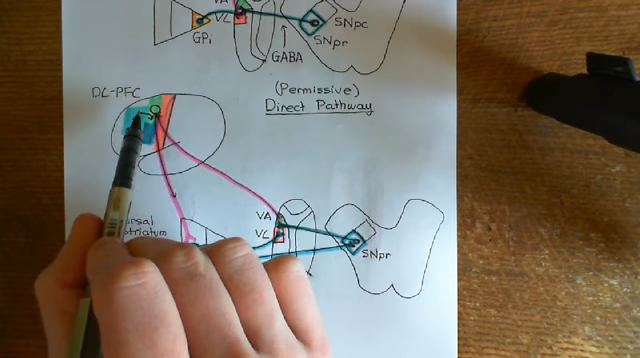 VA
VL
GPi
SNpc
SNpr
GABA
(Permissive)
Direct Pathway
DL-PFC
VA
VL
SNpr